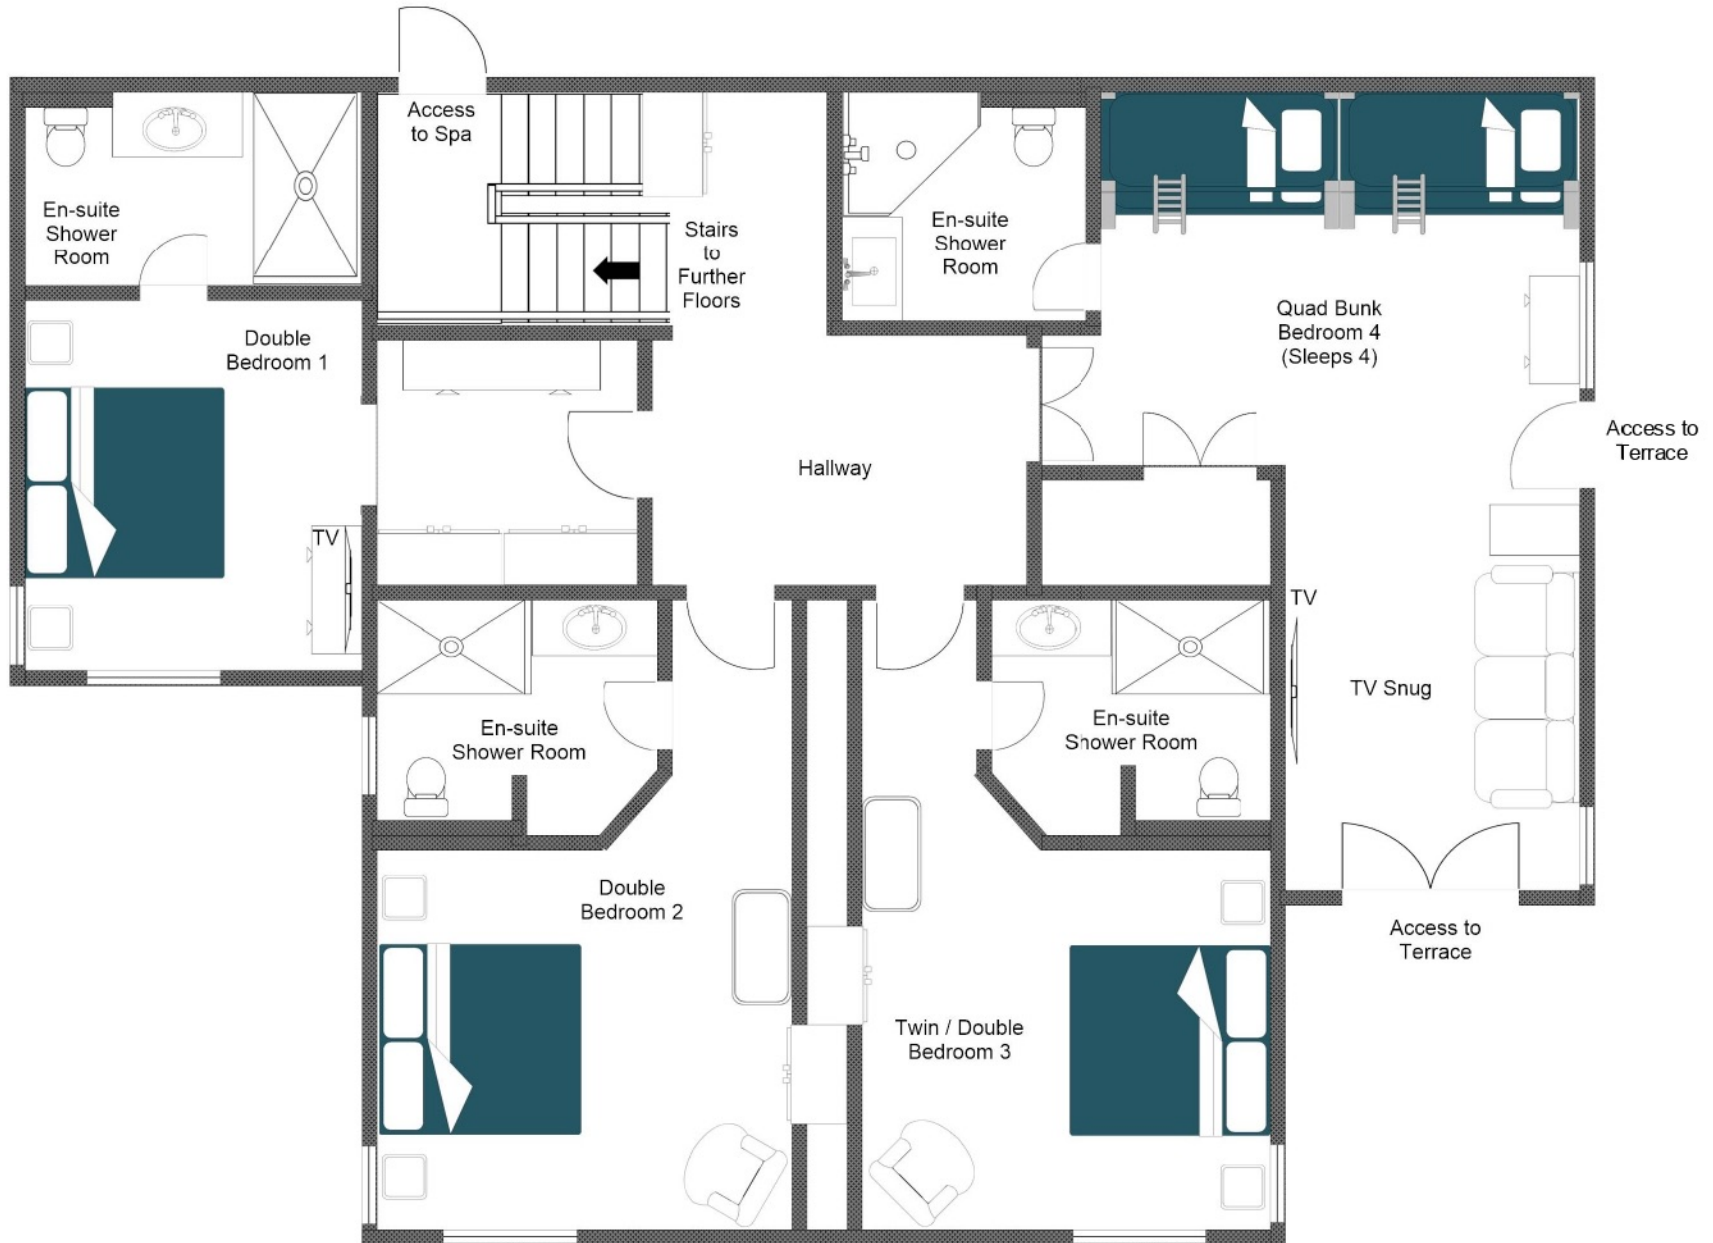 Access
to Spa
En-suite
Shower
Room
Stairs
to
Further
Floors
En-suite
Shower
Room
Quad Bunk
Bedroom 4
(Sleeps 4)
Double
Bedroom 1
Access to
Terrace
Hallway
TV
TV
TV Snug
En-suite
Shower Room
En-suite
Shower Room
Double
Bedroom 2
Access to
Terrace
Twin / Double
Bedroom 3